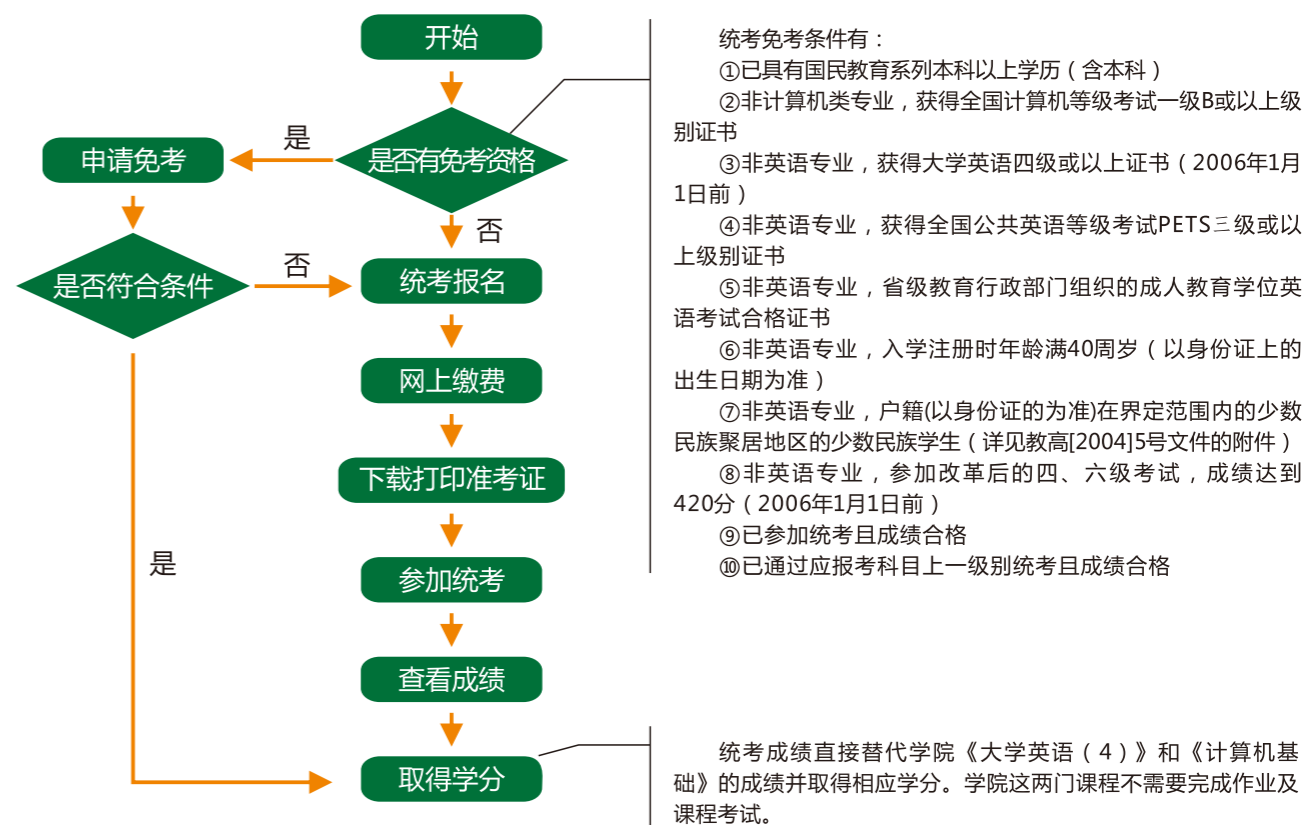 开始
是否有免考资格
是
申请免考
否
是否符合条件
否
统考报名
网上缴费
下载打印准考证
参加统考
是
查看成绩
取得学分
统考免考条件有：
①已具有国民教育系列本科以上学历（含本科）
②非计算机类专业，获得全国计算机等级考试一级B或以上级
别证书
③非英语专业，获得大学英语四级或以上证书（2006年1月
1日前）
④非英语专业，获得全国公共英语等级考试PETS三级或以
上级别证书
⑤非英语专业，省级教育行政部门组织的成人教育学位英
语考试合格证书
⑥非英语专业，入学注册时年龄满40周岁（以身份证上的
出生日期为准）
⑦非英语专业，户籍(以身份证的为准)在界定范围内的少数
民族聚居地区的少数民族学生（详见教高[2004]5号文件的附件）
⑧非英语专业，参加改革后的四、六级考试，成绩达到
420分（2006年1月1日前）
⑨已参加统考且成绩合格
⑩已通过应报考科目上一级别统考且成绩合格
统考成绩直接替代学院《大学英语（4）》和《计算机基
础》的成绩并取得相应学分。学院这两门课程不需要完成作业及
课程考试。